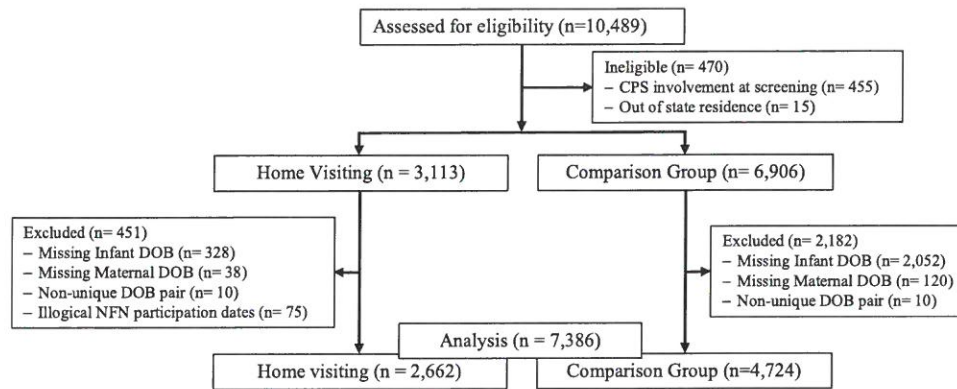 Assessed for eligibility (n=10,489)
Ineligible (n= 470)
– CPS involvement at screening (n= 455)
– Out of state residence (n= 15)
Home Visiting (n = 3,113)
Comparison Group (n= 6,906)
Excluded (n= 451)
– Missing Infant DOB (n= 328)
– Missing Maternal DOB (n= 38)
– Non-unique DOB pair (n= 10)
– Illogical NFN participation dates (n= 75)
Excluded (n= 2,182)
– Missing Infant DOB (n= 2,052)
– Missing Maternal DOB (n= 120)
– Non-unique DOB pair (n= 10)
Analysis (n = 7,386)
Home visiting (n = 2,662)
Comparison Group (n=4,724)